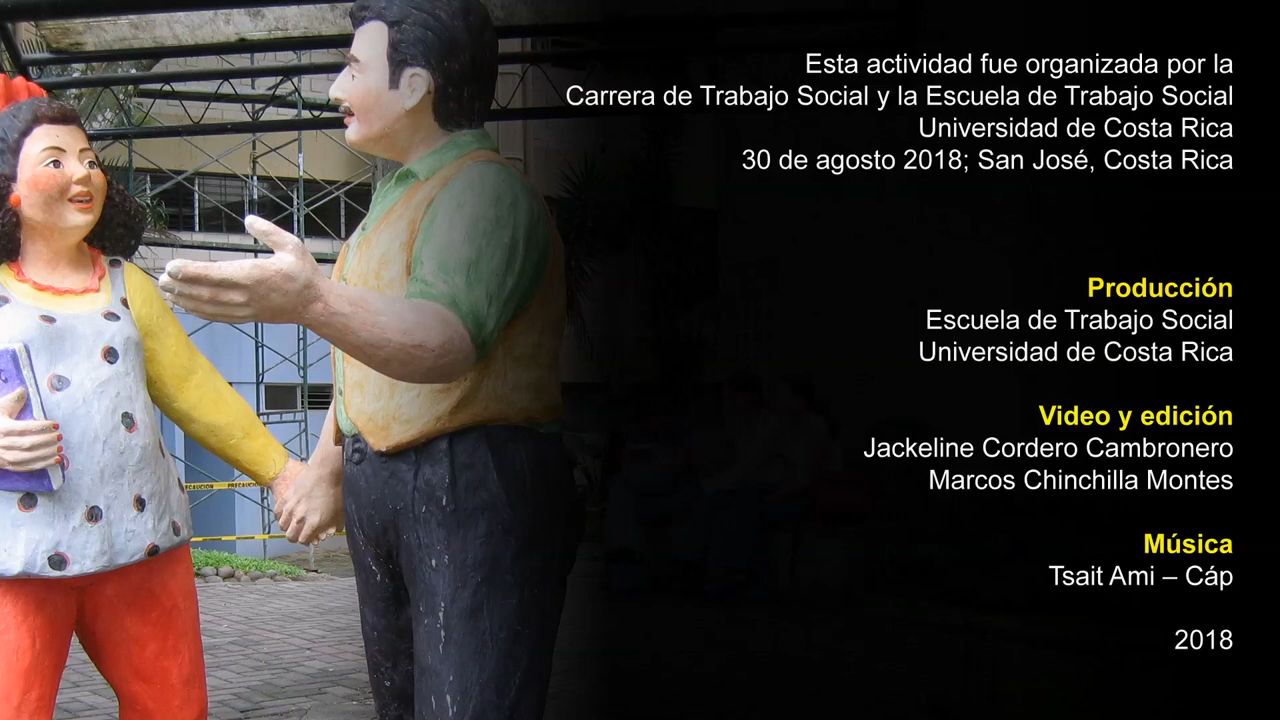 Esta actividad fue organizada por la
Carrera de Trabajo Social y la Escuela de Trabajo Social
Universidad de Costa Rica
30 de agosto 2018; San José, Costa Rica
Producción
Escuela de Trabajo Social
Universidad de Costa Rica
Video y edición
Jackeline Cordero Cambronero
Marcos Chinchilla Montes
Música
Tsait Ami – Cáp
2018
PRECAUCIÓN PRECAUCIÓN